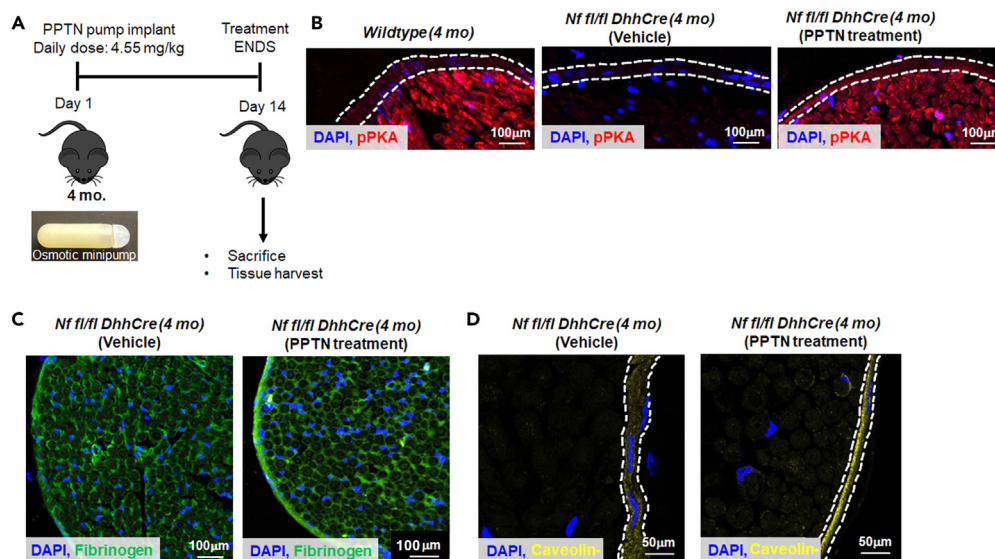 A
PPTN pump implant
Daily dose: 4.55 mg/kg
Treatment
ENDS
Day 1
Day 14
4 mo.
Osmotic minipump
• Sacrifice
• Tissue harvest
B
Wildtype (4 mo)
DAPI, pPKA
100µm
Nf fl/fl DhhCre (4 mo)
(Vehicle)
DAPI, pPKA
100µm
Nf fl/fl DhhCre (4 mo)
(PPTN treatment)
DAPI, pPKA
100µm
C
Nf fl/fl DhhCre (4 mo)
(Vehicle)
DAPI, Fibrinogen
100µm
Nf fl/fl DhhCre (4 mo)
(PPTN treatment)
DAPI, Fibrinogen
100 µm
D
Nf fl/fl DhhCre (4 mo)
(Vehicle)
DAPI, Caveolin-
50µm
Nf fl/fl DhhCre (4 mo)
(PPTN treatment)
DAPI, Caveolin-
50µm